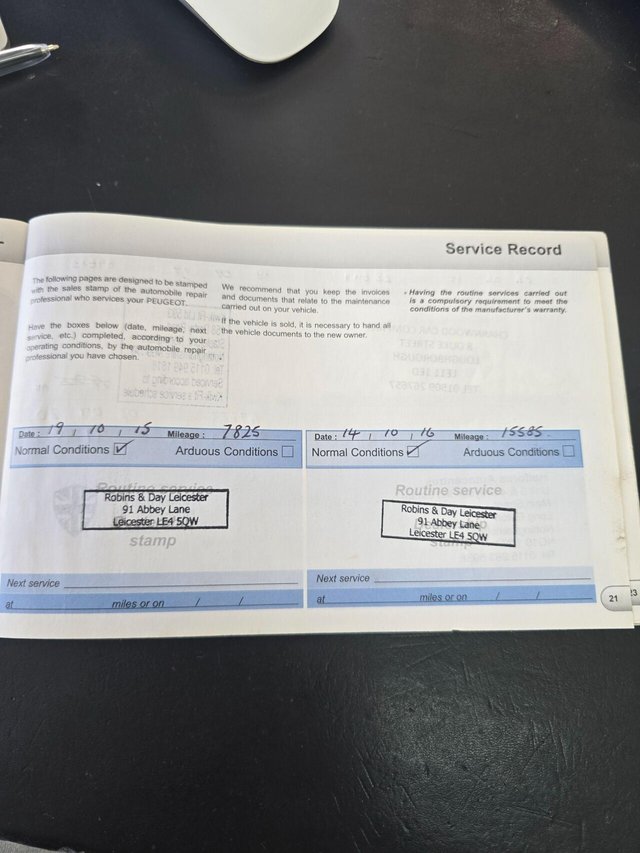 Service Record
The following pages are designed to be stamped
with the sales stamp of the automobile repair
professional who services your PEUGEOT.
Have the boxes below (date, mileage, next
service, etc.) completed, according to your
operating conditions, by the automobile repair
professional you have chosen.
We recommend that you keep the invoices
and documents that relate to the maintenance
carried out on your vehicle.
If the vehicle is sold, it is necessary to hand all
the vehicle documents to the new owner.
• Having the routine services carried out
is a compulsory requirement to meet the
conditions of the manufacturer's warranty.
Date : 19 / 10 / 15 Mileage : 7825
Normal Conditions ☑ Arduous Conditions ☐
Routine service
Robins & Day Leicester
91 Abbey Lane
Leicester LE4 5QW
stamp
Next service
at miles or on / /
Date : 14 / 10 / 16 Mileage : 15585
Normal Conditions ☑ Arduous Conditions ☐
Routine service
Robins & Day Leicester
91 Abbey Lane
Leicester LE4 5QW
stamp
Next service
at miles or on / /
21
23